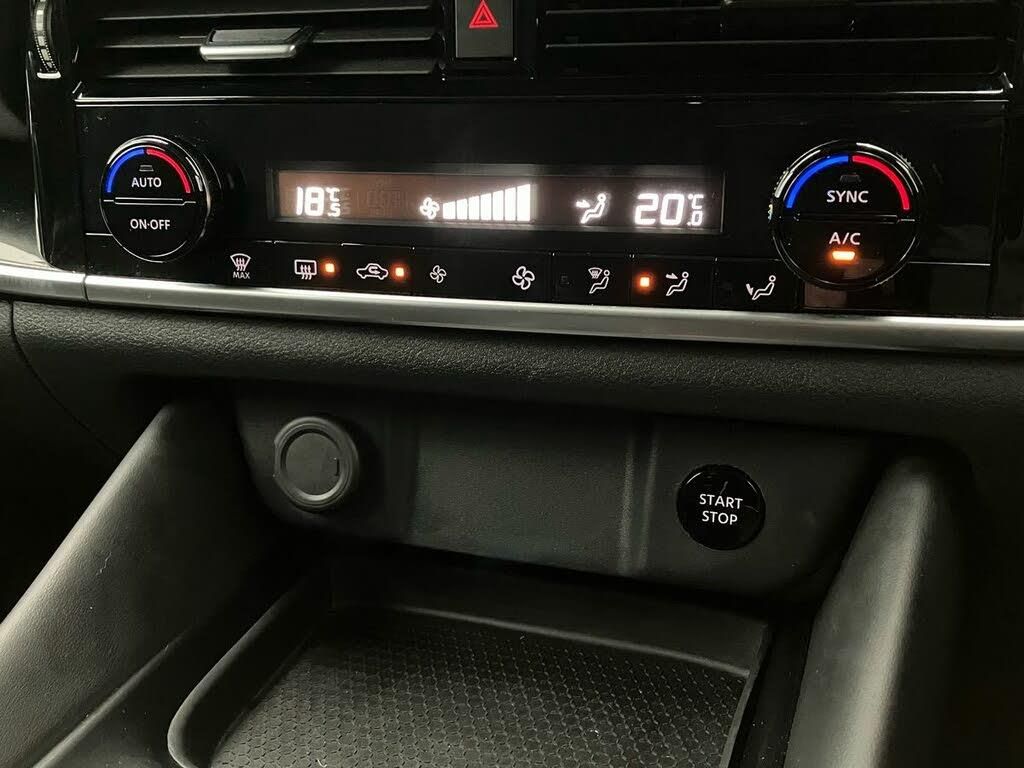 18.5°C
20.0°C
AUTO
ON·OFF
SYNC
A/C
MAX
START
STOP